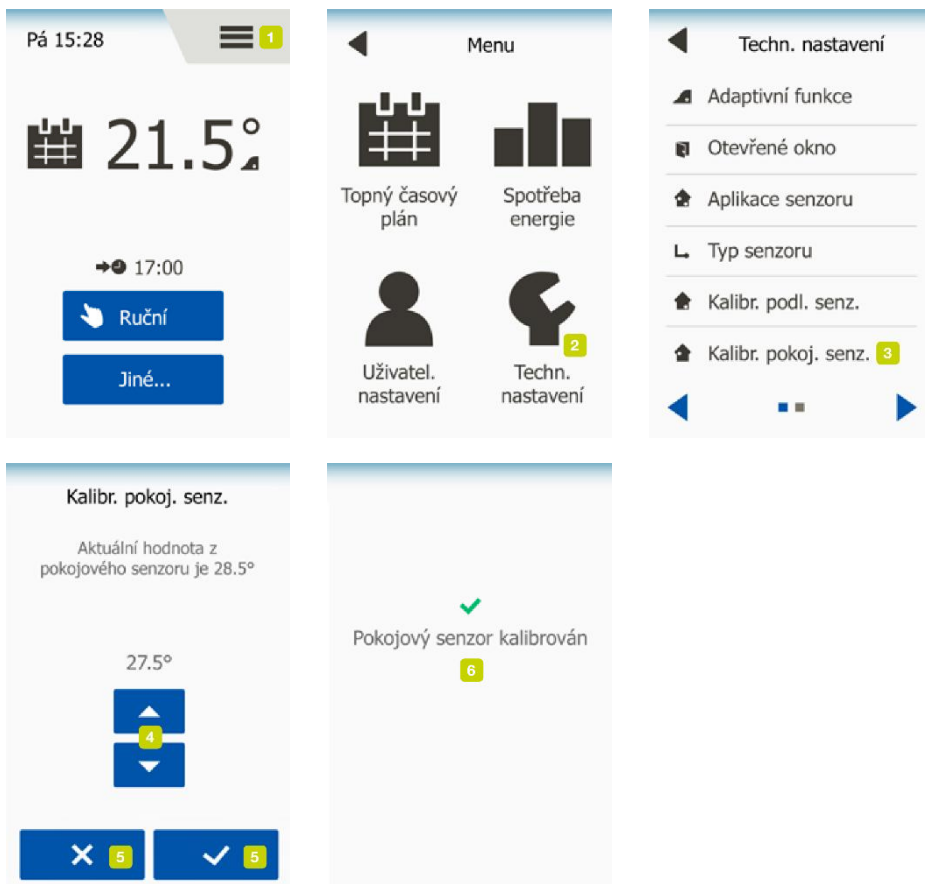 Pá 15:28
1
21.5°
17:00
Ruční
Jiné...
Menu
Topný časový
plán
Spotřeba
energie
2
Uživatel.
nastavení
Techn.
nastavení
Techn. nastavení
Adaptivní funkce
Otevřené okno
Aplikace senzoru
Typ senzoru
Kalibr. podl. senz.
Kalibr. pokoj. senz. 3
Kalibr. pokoj. senz.
Aktuální hodnota z
pokojového senzoru je 28.5°
27.5°
4
5
5
Pokojový senzor kalibrován
6